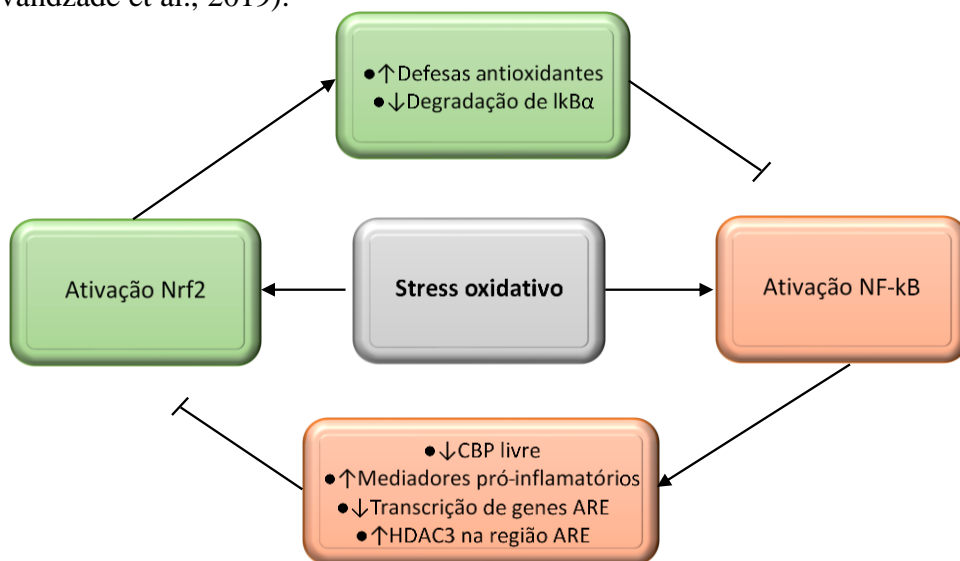 vandzade et al., 2019).
●↑Defesas antioxidantes
●↓Degradação de IkBα
Ativação Nrf2
Stress oxidativo
Ativação NF-kB
●↓CBP livre
●↑Mediadores pró-inflamatórios
●↓Transcrição de genes ARE
●↑HDAC3 na região ARE